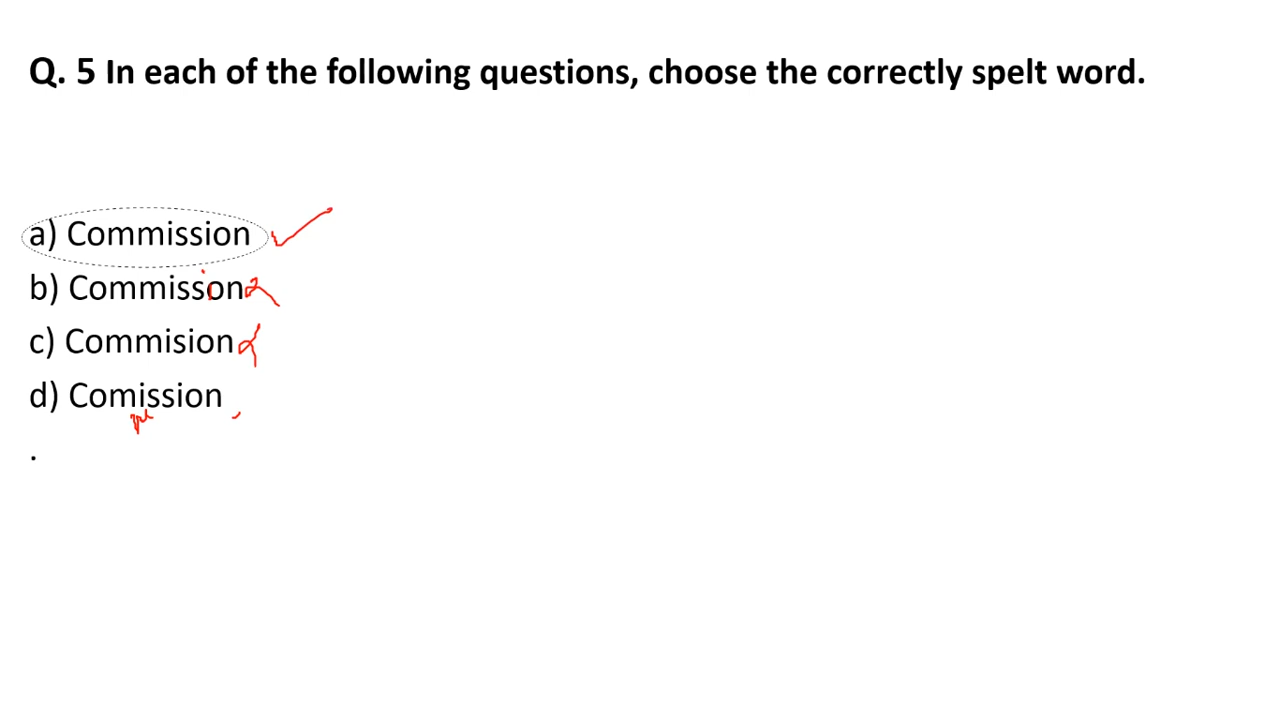 Q. 5 In each of the following questions, choose the correctly spelt word.
a) Commission
b) Commisson
c) Commision
d) Comission
.